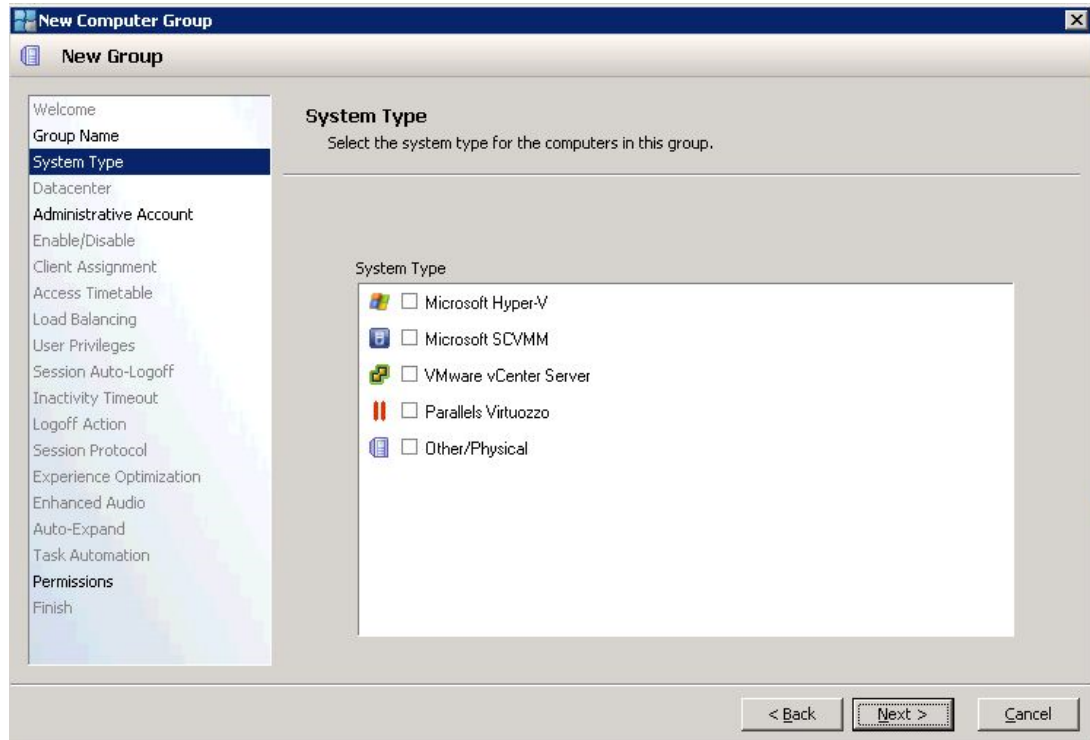 New Computer Group
New Group
Welcome
Group Name
System Type
Datacenter
Administrative Account
Enable/Disable
Client Assignment
Access Timetable
Load Balancing
User Privileges
Session Auto-Logoff
Inactivity Timeout
Logoff Action
Session Protocol
Experience Optimization
Enhanced Audio
Auto-Expand
Task Automation
Permissions
Finish
System Type
Select the system type for the computers in this group.
System Type
Microsoft Hyper-V
Microsoft SCVMM
VMware vCenter Server
Parallels Virtuozzo
Other/Physical
< Back
Next >
Cancel